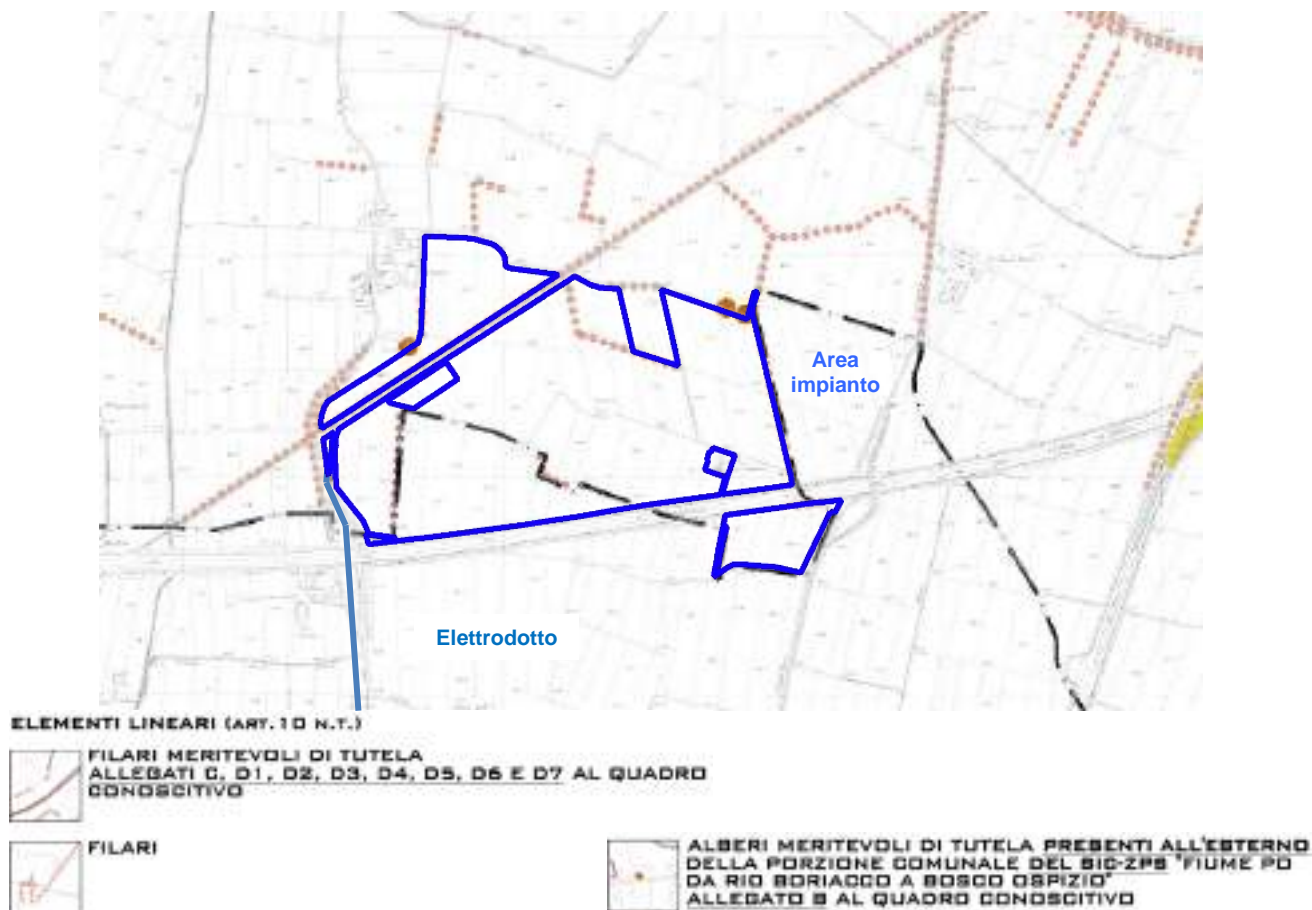 Area
impianto
Elettrodotto
ELEMENTI LINEARI (ART.10 N.T.)
FILARI MERITEVOLI DI TUTELA
ALLEGATI C, D1, D2, D3, D4, D5, D6 E D7 AL QUADRO
CONOSCITIVO
FILARI
ALBERI MERITEVOLI DI TUTELA PRESENTI ALL'ESTERNO
DELLA PORZIONE COMUNALE DEL SIC-ZPS "FIUME PO
DA RIO BORIACCO A BOSCO OSPIZIO"
ALLEGATO B AL QUADRO CONOSCITIVO